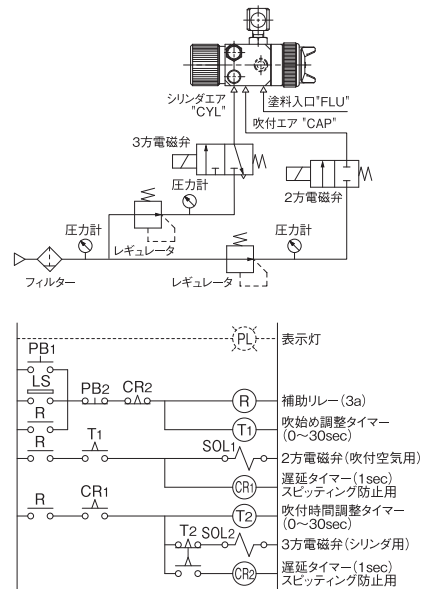 シリンダエア
"CYL"
塗料入口"FLU"
吹付エア "CAP"
3方電磁弁
2方電磁弁
圧力計
圧力計
圧力計
レギュレータ
フィルター
レギュレータ
PL
表示灯
PB1
LS
PB2
CR2
R
補助リレー(3a)
R
T1
吹始め調整タイマー
(0〜30sec)
R
T1
SOL1
2方電磁弁(吹付空気用)
CR1
遅延タイマー(1sec)
スピッティング防止用
R
CR1
T2
吹付時間調整タイマー
(0〜30sec)
T2
SOL2
3方電磁弁(シリンダ用)
CR2
遅延タイマー(1sec)
スピッティング防止用